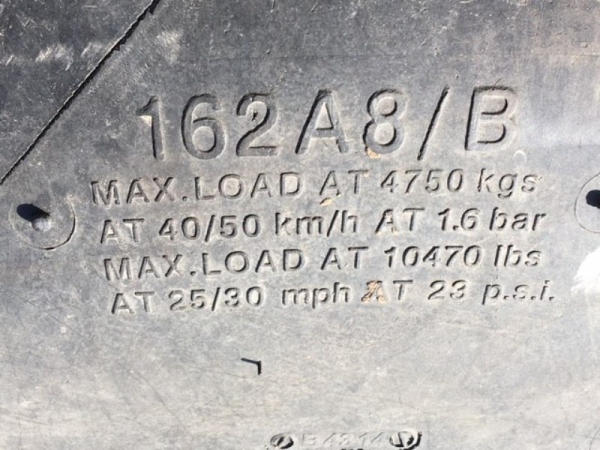 162A8/B
MAX.LOAD AT 4750 kgs
AT 40/50 km/h AT 1.6 bar
MAX.LOAD AT 10470 lbs
AT 25/30 mph AT 23 p.s.i.